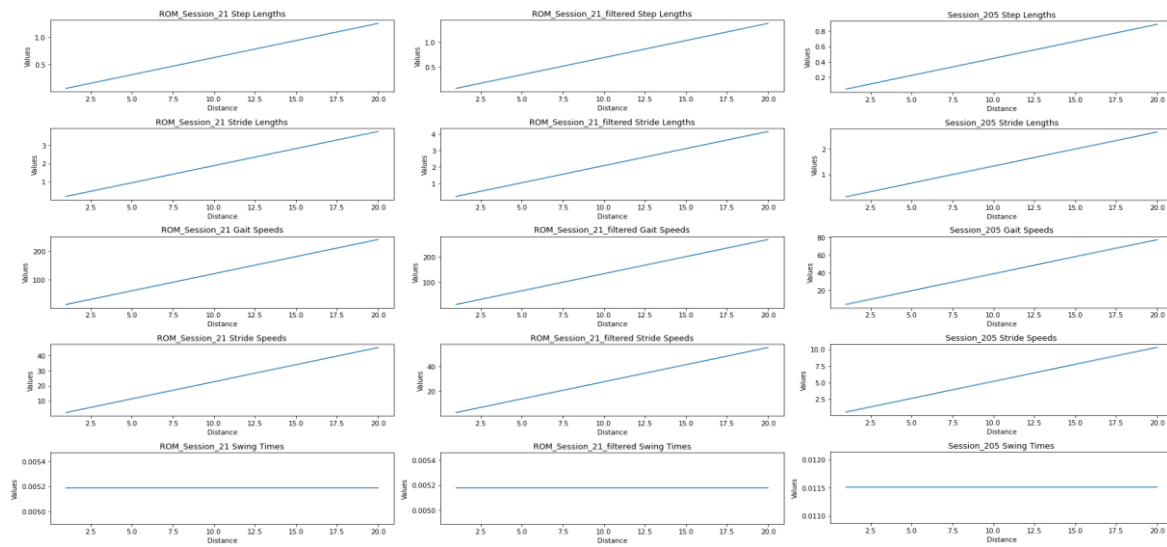 ROM_Session_21 Step Lengths
Values
1.0
0.5
2.5 5.0 7.5 10.0 12.5 15.0 17.5 20.0
Distance
ROM_Session_21_filtered Step Lengths
Values
1.0
0.5
2.5 5.0 7.5 10.0 12.5 15.0 17.5 20.0
Distance
Session_205 Step Lengths
Values
0.8
0.6
0.4
0.2
2.5 5.0 7.5 10.0 12.5 15.0 17.5 20.0
Distance
ROM_Session_21 Stride Lengths
Values
3
2
1
2.5 5.0 7.5 10.0 12.5 15.0 17.5 20.0
Distance
ROM_Session_21_filtered Stride Lengths
Values
4
3
2
1
2.5 5.0 7.5 10.0 12.5 15.0 17.5 20.0
Distance
Session_205 Stride Lengths
Values
2
1
2.5 5.0 7.5 10.0 12.5 15.0 17.5 20.0
Distance
ROM_Session_21 Gait Speeds
Values
200
100
2.5 5.0 7.5 10.0 12.5 15.0 17.5 20.0
Distance
ROM_Session_21_filtered Gait Speeds
Values
200
100
2.5 5.0 7.5 10.0 12.5 15.0 17.5 20.0
Distance
Session_205 Gait Speeds
Values
80
60
40
20
2.5 5.0 7.5 10.0 12.5 15.0 17.5 20.0
Distance
ROM_Session_21 Stride Speeds
Values
40
30
20
10
2.5 5.0 7.5 10.0 12.5 15.0 17.5 20.0
Distance
ROM_Session_21_filtered Stride Speeds
Values
40
20
2.5 5.0 7.5 10.0 12.5 15.0 17.5 20.0
Distance
Session_205 Stride Speeds
Values
10.0
7.5
5.0
2.5
2.5 5.0 7.5 10.0 12.5 15.0 17.5 20.0
Distance
ROM_Session_21 Swing Times
Values
0.0054
0.0052
0.0050
2.5 5.0 7.5 10.0 12.5 15.0 17.5 20.0
Distance
ROM_Session_21_filtered Swing Times
Values
0.0054
0.0052
0.0050
2.5 5.0 7.5 10.0 12.5 15.0 17.5 20.0
Distance
Session_205 Swing Times
Values
0.0120
0.0115
0.0110
2.5 5.0 7.5 10.0 12.5 15.0 17.5 20.0
Distance